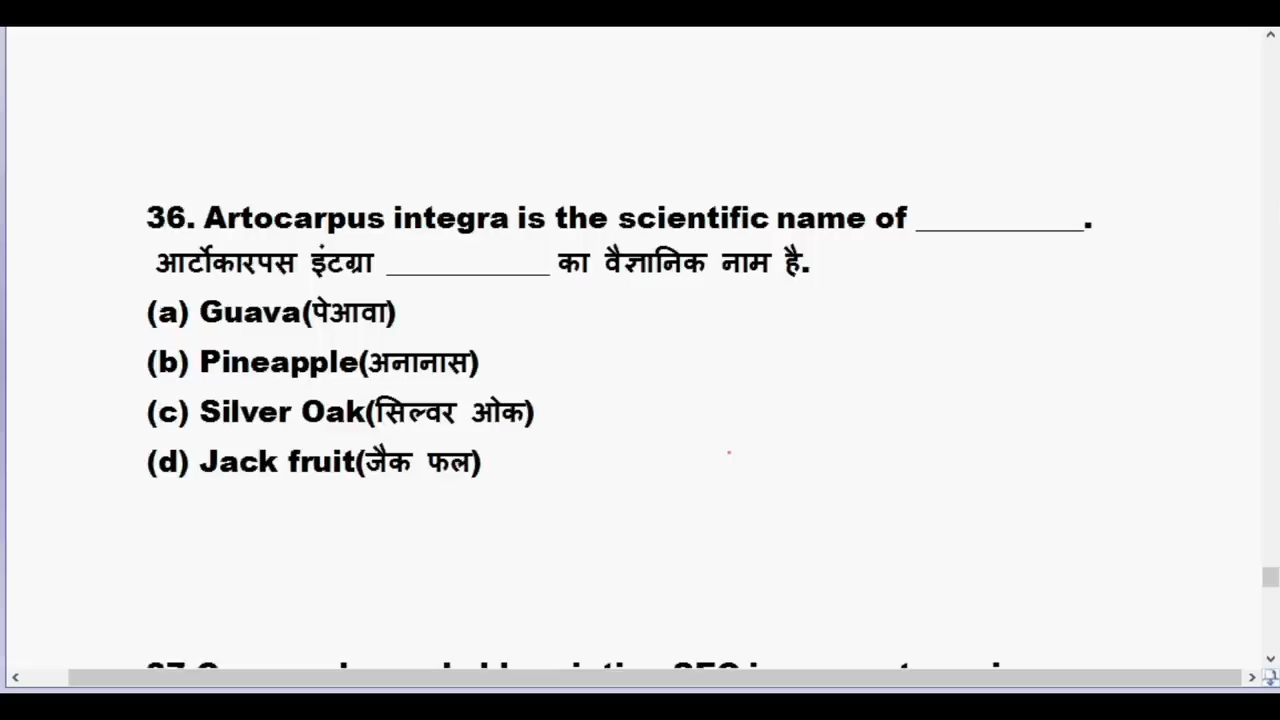 36. Artocarpus integra is the scientific name of __________.
आर्टोकारपस इंटग्रा __________ का वैज्ञानिक नाम है.
(a) Guava(पेआवा)
(b) Pineapple(अनानास)
(c) Silver Oak(सिल्वर ओक)
(d) Jack fruit(जैक फल)